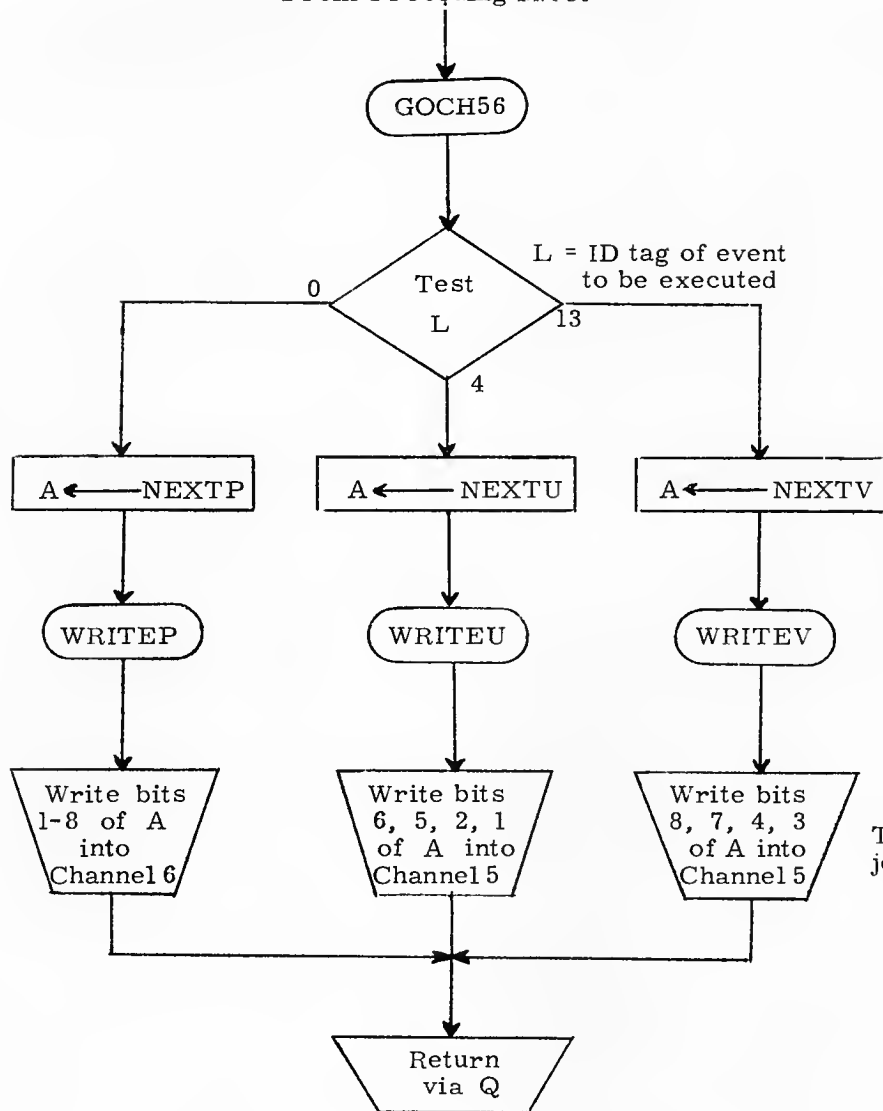 GOCH56
L = ID tag of event
to be executed
0
Test
L
13
4
A NEXTP
A NEXTU
A NEXTV
WRITEP
WRITEU
WRITEV
Write bits
1-8 of A
into
Channel 6
Write bits
6, 5, 2, 1
of A into
Channel 5
Write bits
8, 7, 4, 3
of A into
Channel 5
Return
via Q